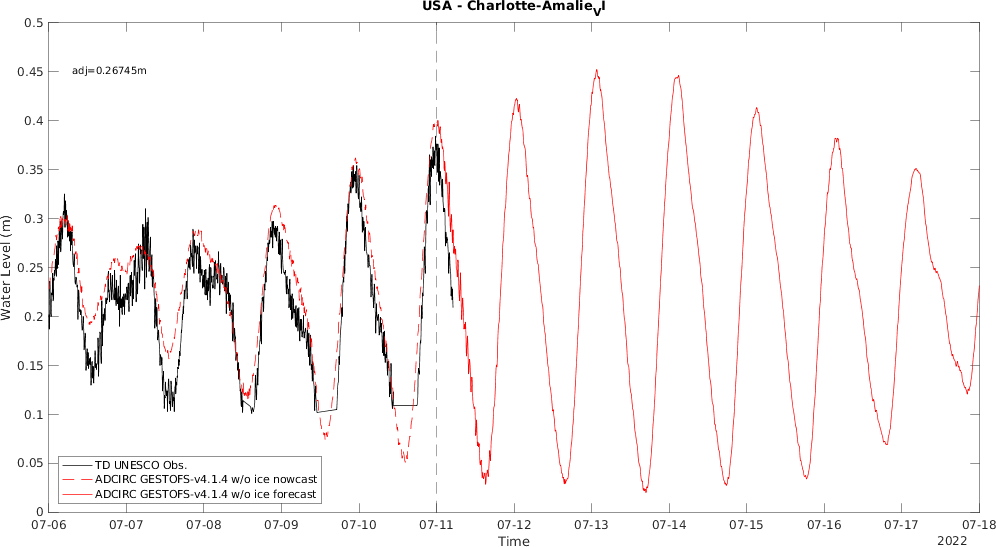 USA - Charlotte-Amalie_VI
0.5
0.45
0.4
0.35
0.3
0.25
0.2
0.15
0.1
0.05
0
Water Level (m)
adj=0.26745m
TD UNESCO Obs.
ADCIRC GESTOFS-v4.1.4 w/o ice nowcast
ADCIRC GESTOFS-v4.1.4 w/o ice forecast
07-06 07-07 07-08 07-09 07-10 07-11 07-12 07-13 07-14 07-15 07-16 07-17 07-18
Time
2022